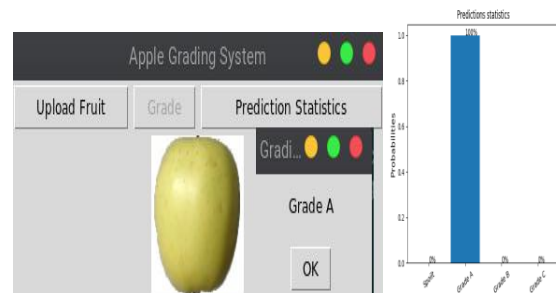 Apple Grading System
Upload Fruit Grade Prediction Statistics
Gradi...
Grade A
OK
Predictions statistics
100%
1.0
0.8
0.6
0.4
0.2
0.0
Probabilities
0% 0% 0%
Spoilt Grade A Grade B Grade C